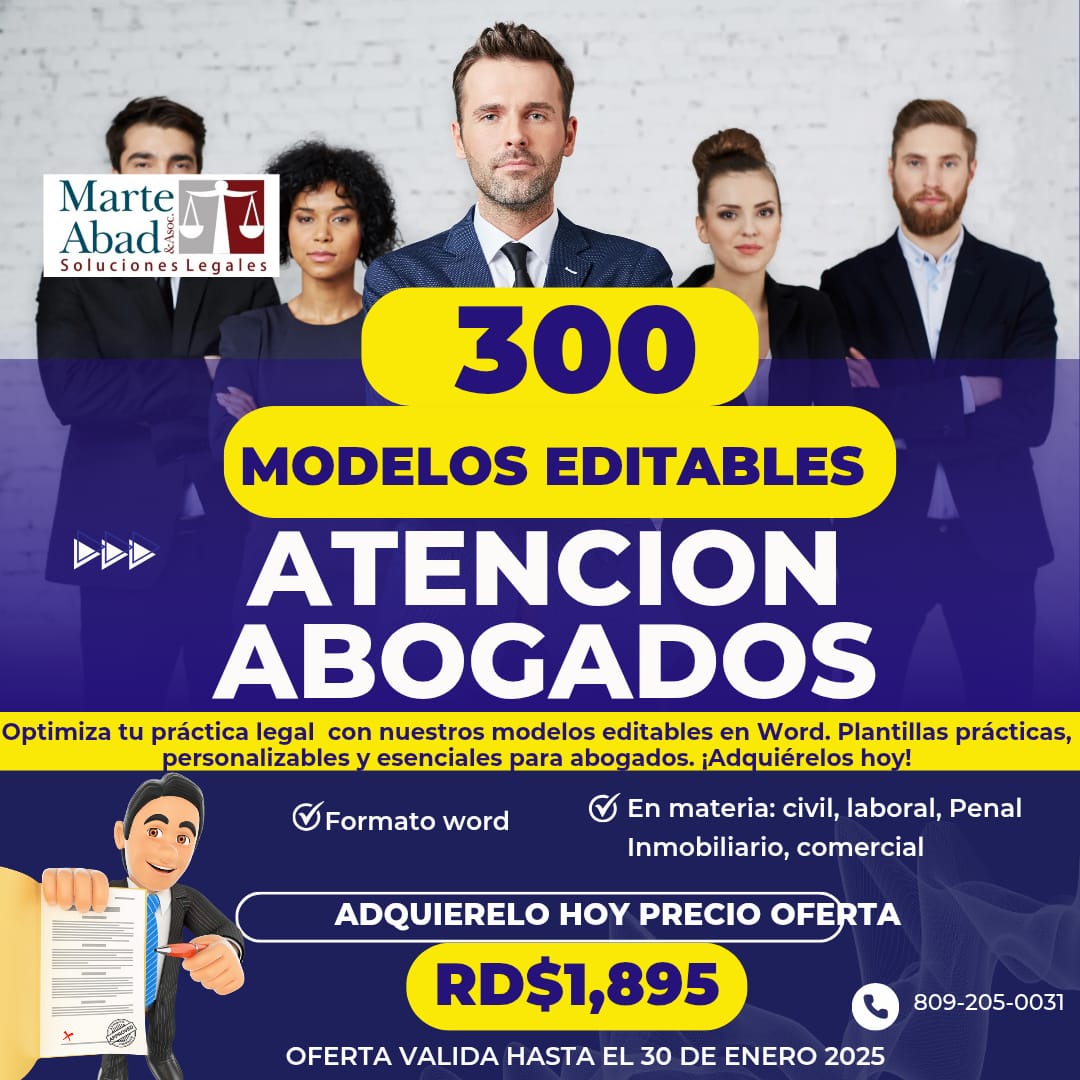 Marte
Abad
& Asoc.
Soluciones Legales
300
MODELOS EDITABLES
ATENCION
ABOGADOS
Optimiza tu práctica legal con nuestros modelos editables en Word. Plantillas prácticas,
personalizables y esenciales para abogados. ¡Adquiérelos hoy!
Formato word
En materia: civil, laboral, Penal
Inmobiliario, comercial
ADQUIERELO HOY PRECIO OFERTA
RD$1,895
809-205-0031
APPROVED
OFERTA VALIDA HASTA EL 30 DE ENERO 2025